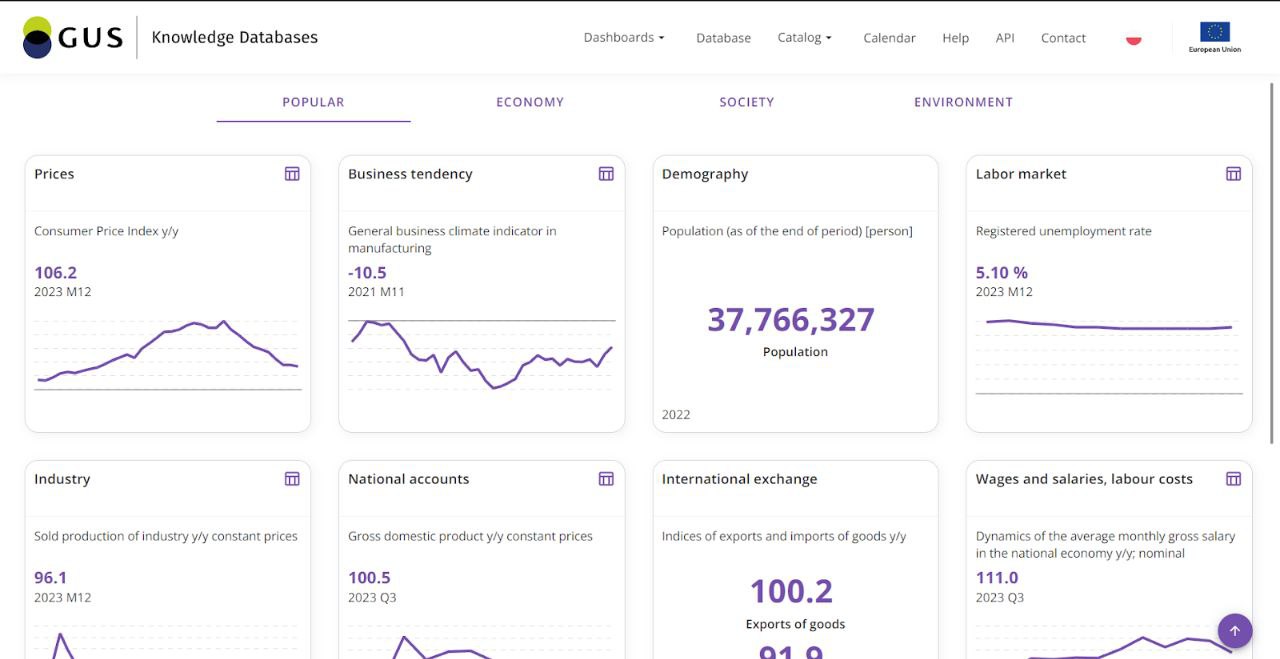 GUS
Knowledge Databases
Dashboards
Database
Catalog
Calendar
Help
API
Contact
European Union
POPULAR
ECONOMY
SOCIETY
ENVIRONMENT
Prices
Consumer Price Index y/y
106.2
2023 M12
Business tendency
General business climate indicator in
manufacturing
-10.5
2021 M11
Demography
Population (as of the end of period) [person]
37,766,327
Population
2022
Labor market
Registered unemployment rate
5.10 %
2023 M12
Industry
Sold production of industry y/y constant prices
96.1
2023 M12
National accounts
Gross domestic product y/y constant prices
100.5
2023 Q3
International exchange
Indices of exports and imports of goods y/y
100.2
Exports of goods
91.9
Wages and salaries, labour costs
Dynamics of the average monthly gross salary
in the national economy y/y; nominal
111.0
2023 Q3